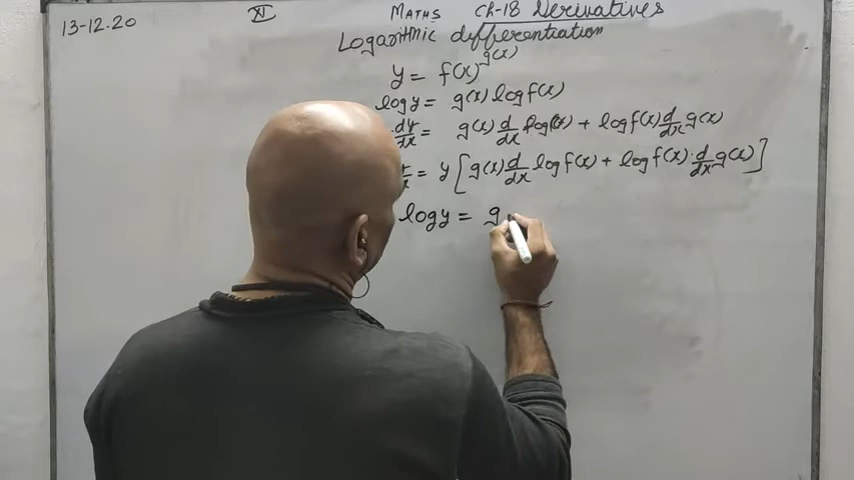 13-12.20 XI MATHS Ch-18 Derivatives
Logarithmic differentiation
y = f(x)^g(x)
log y = g(x) log f(x)
dy/dx = g(x) d/dx log f(x) + log f(x) d/dx g(x)
= y [ g(x) d/dx log f(x) + log f(x) · d/dx g(x) ]
log y = g